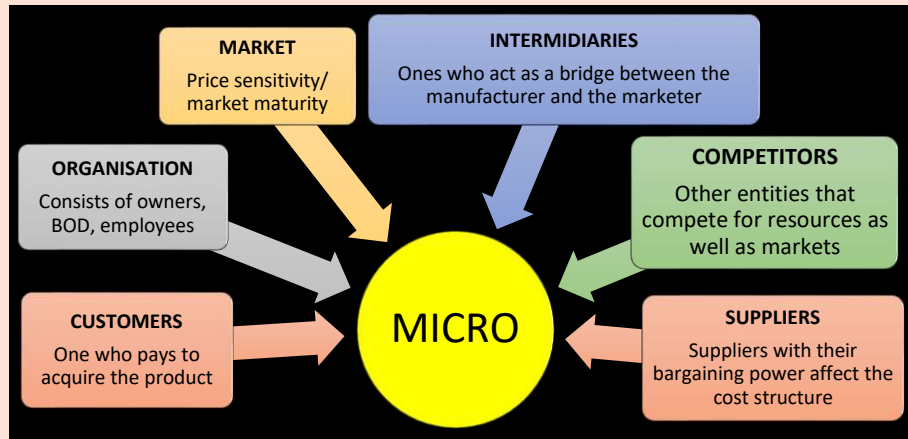 MARKET
Price sensitivity/
market maturity
INTERMIDIARIES
Ones who act as a bridge between the
manufacturer and the marketer
ORGANISATION
Consists of owners,
BOD, employees
COMPETITORS
Other entities that
compete for resources as
well as markets
CUSTOMERS
One who pays to
acquire the product
MICRO
SUPPLIERS
Suppliers with their
bargaining power affect the
cost structure